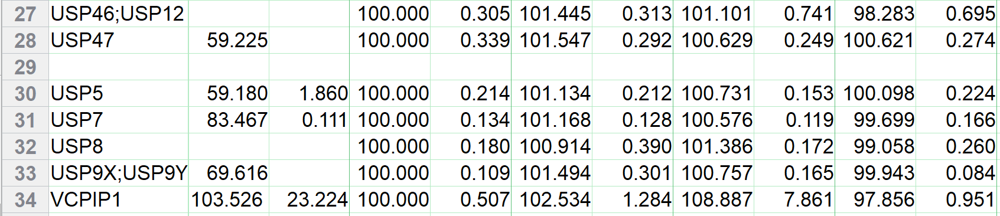 27 USP46;USP12 100.000 0.305 101.445 0.313 101.101 0.741 98.283 0.695
28 USP47 59.225 100.000 0.339 101.547 0.292 100.629 0.249 100.621 0.274
29
30 USP5 59.180 1.860 100.000 0.214 101.134 0.212 100.731 0.153 100.098 0.224
31 USP7 83.467 0.111 100.000 0.134 101.168 0.128 100.576 0.119 99.699 0.166
32 USP8 100.000 0.180 100.914 0.390 101.386 0.172 99.058 0.260
33 USP9X;USP9Y 69.616 100.000 0.109 101.494 0.301 100.757 0.165 99.943 0.084
34 VCPIP1 103.526 23.224 100.000 0.507 102.534 1.284 108.887 7.861 97.856 0.951